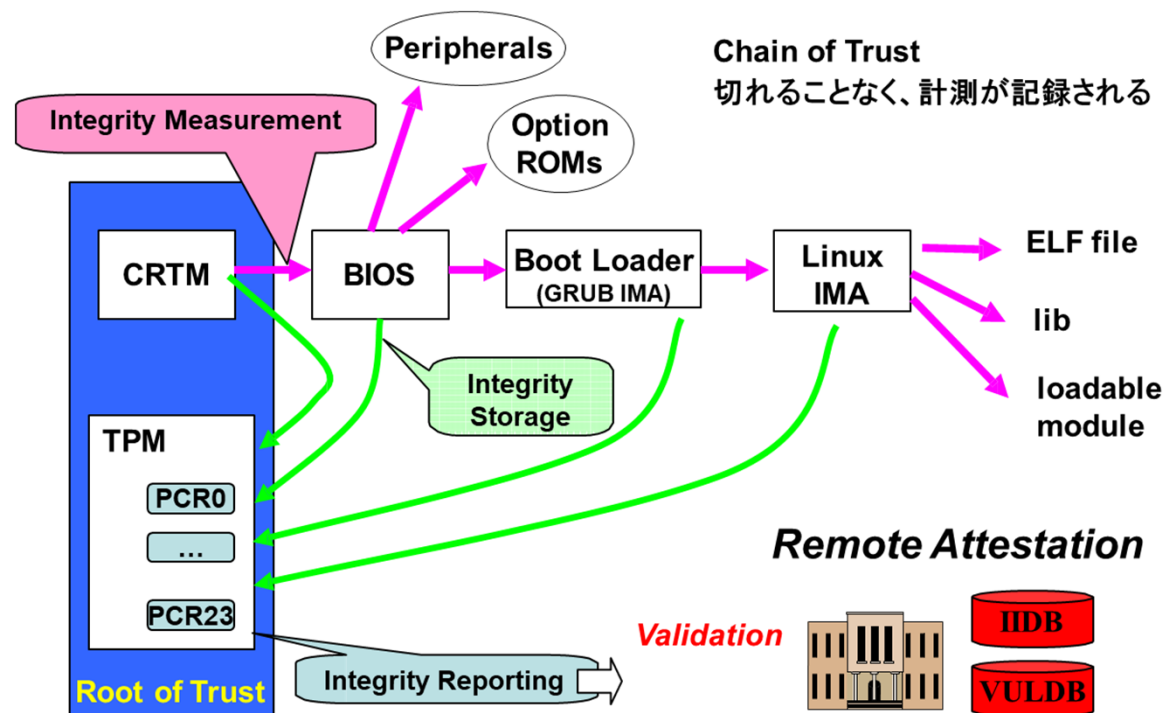 Peripherals
Chain of Trust
切れることなく、計測が記録される
Integrity Measurement
Option
ROMs
CRTM
BIOS
Boot Loader
(GRUB IMA)
Linux
IMA
ELF file
lib
loadable
module
Integrity
Storage
TPM
PCR0
...
PCR23
Remote Attestation
Validation
IIDB
VULDB
Integrity Reporting
Root of Trust